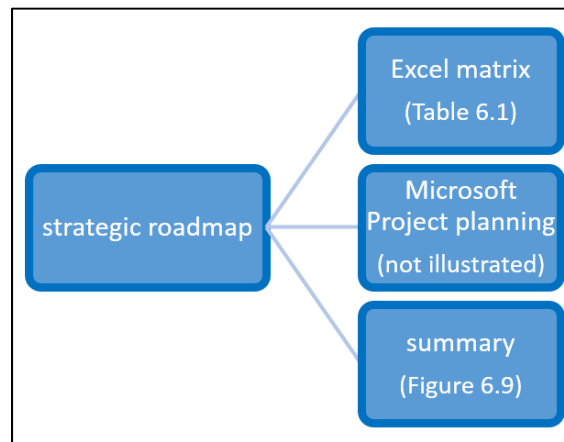 strategic roadmap
Excel matrix
(Table 6.1)
Microsoft
Project planning
(not illustrated)
summary
(Figure 6.9)